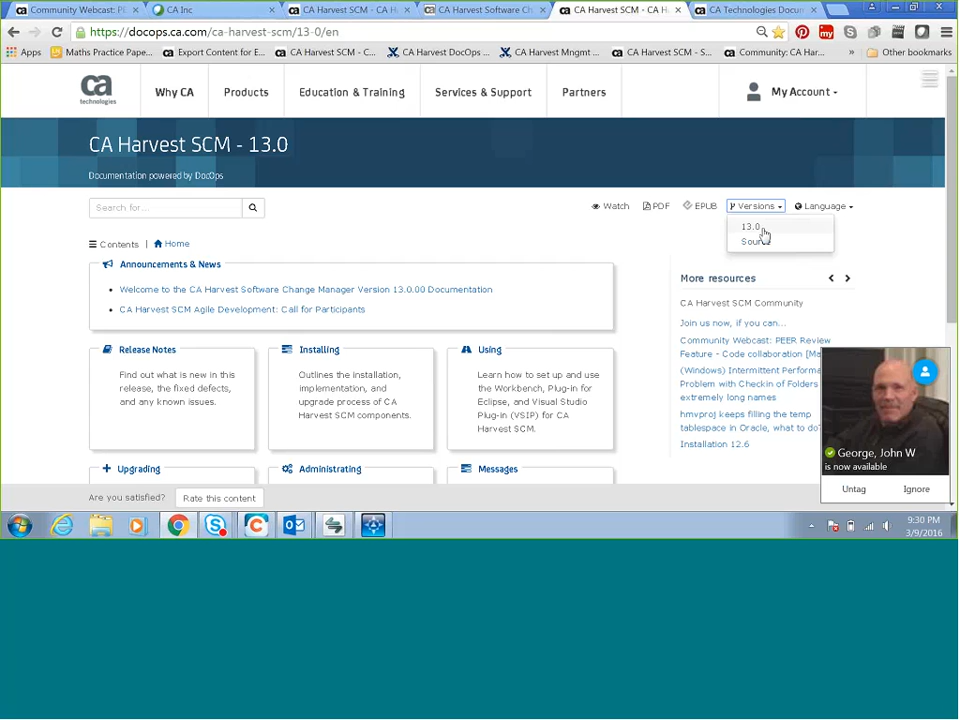 Community Webcast: Pi
CA Inc
CA Harvest SCM - CA H
CA Harvest Software Ch
CA Harvest SCM - CA H
CA Technologies Docum
https://docops.ca.com/ca-harvest-scm/13-0/en
Apps
Maths Practice Pape...
Export Content for E...
CA Harvest SCM - C...
CA Harvest DocOps ...
CA Harvest Mngmt ...
CA Harvest SCM - S...
Community: CA Har...
»
Other bookmarks
ca technologies
Why CA
Products
Education & Training
Services & Support
Partners
My Account
CA Harvest SCM - 13.0
Documentation powered by DocOps
Search for...
Watch
PDF
EPUB
Versions
Language
13.0
Contents | Home
Announcements & News
Welcome to the CA Harvest Software Change Manager Version 13.0.00 Documentation
CA Harvest SCM Agile Development: Call for Participants
Release Notes
Find out what is new in this
release, the fixed defects,
and any known issues.
Installing
Outlines the installation,
implementation, and
upgrade process of CA
Harvest SCM components.
Using
Learn how to set up and use
the Workbench, Plug-in for
Eclipse, and Visual Studio
Plug-in (VSIP) for CA
Harvest SCM.
Upgrading
Administrating
Messages
More resources
CA Harvest SCM Community
Join us now, if you can...
Community Webcast: PEER Review
Feature - Code collaboration [Ma
(Windows) Intermittent Performa
Problem with Checkin of Folders
extremely long names
hmvproj keeps filling the temp
tablespace in Oracle, what to do?
Installation 12.6
George, John W
is now available
Untag
Ignore
Are you satisfied?
Rate this content
9:30 PM
3/9/2016